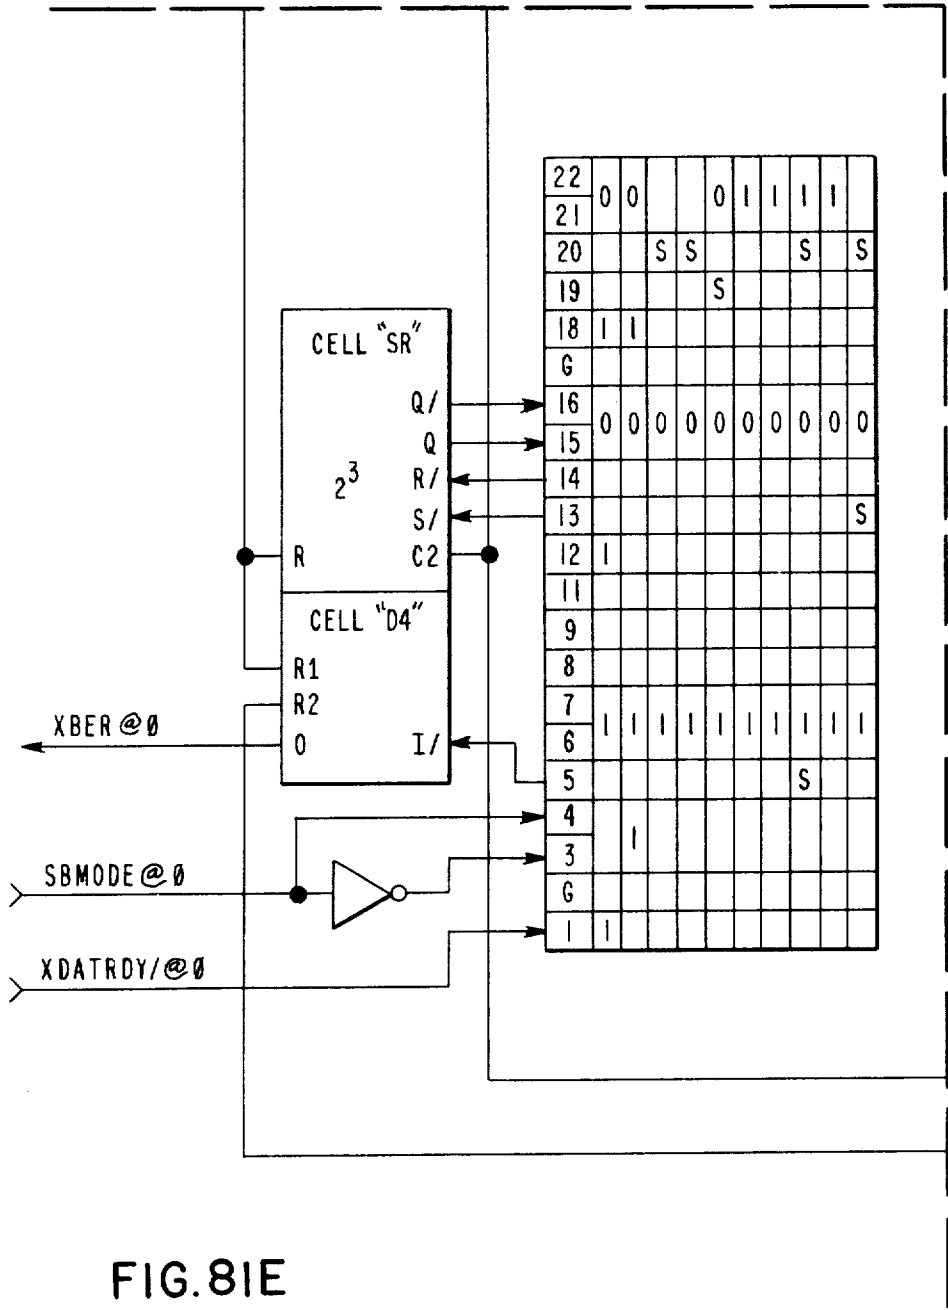 22
21
0 0 0 1 1 1 1
20 S S S S
19 S
18 1 1
G
CELL "SR"
Q/
16
0 0 0 0 0 0 0 0 0 0
Q
15
2³
R/
14
S/
13 S
R
C2
12 1
11
CELL "D4"
9
R1
8
R2
7
1 1 1 1 1 1 1 1 1 1
XBER@0
O
I/
6
5 S
4
1
3
SBMODE@0
G
1 1
XDATRDY/@0
FIG.81E